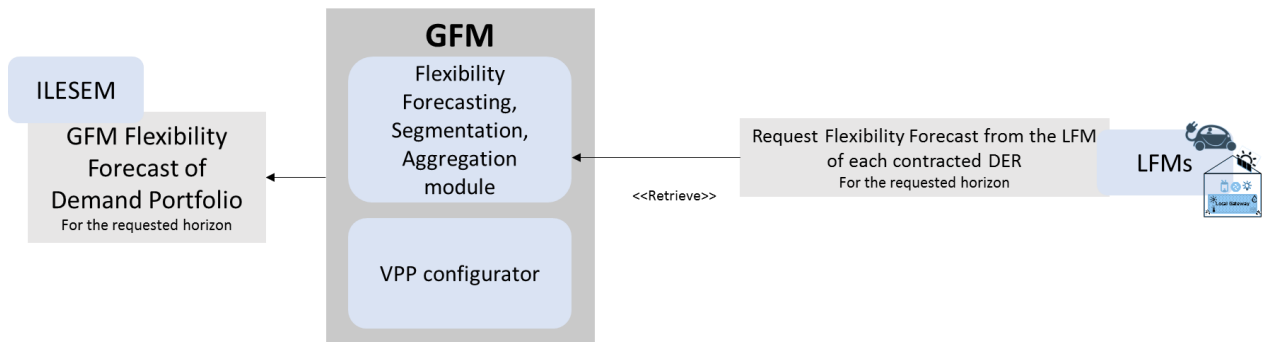 ILESEM
GFM Flexibility
Forecast of
Demand Portfolio
For the requested horizon
GFM
Flexibility
Forecasting,
Segmentation,
Aggregation
module
VPP configurator
<<Retrieve>>
Request Flexibility Forecast from the LFM
of each contracted DER
For the requested horizon
LFMs
Local Gateway